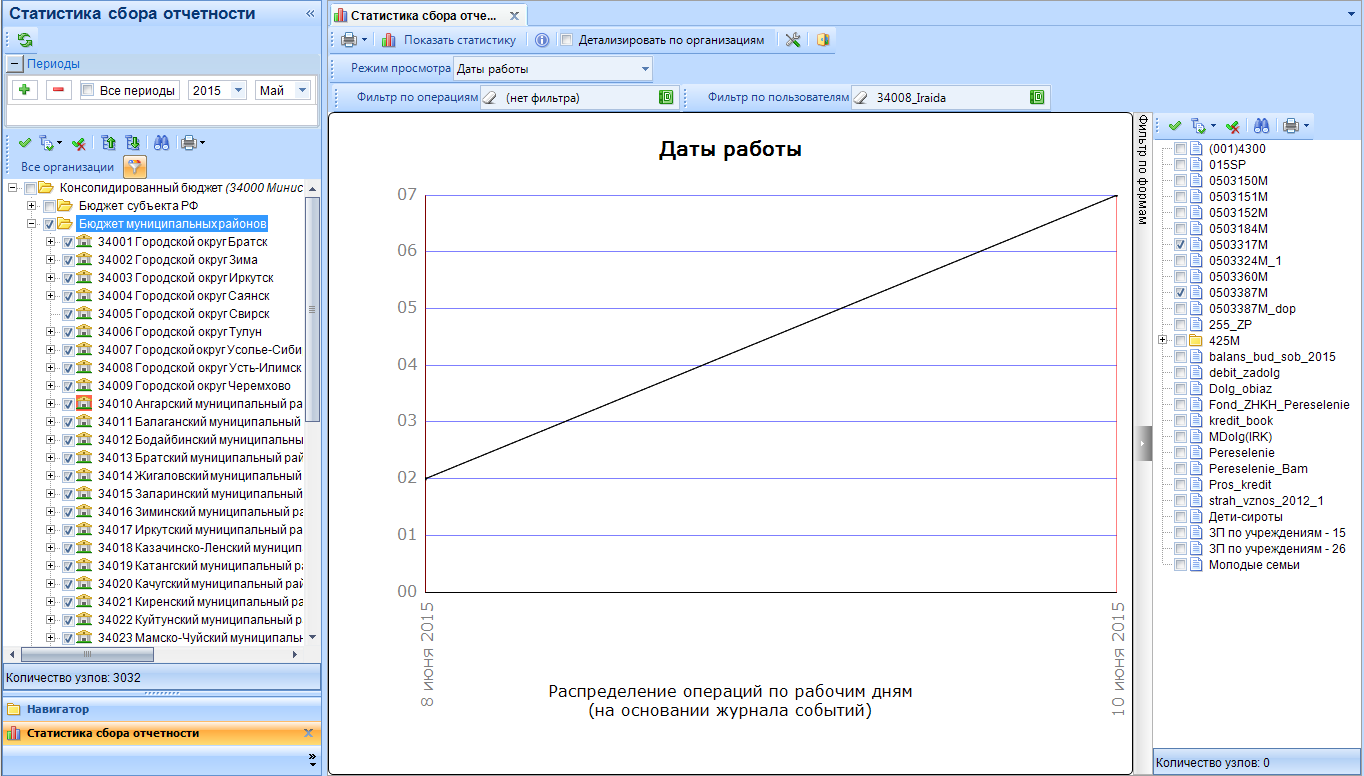 Статистика сбора отчетности
Периоды
Все периоды
2015
Май
Все организации
Консолидированный бюджет (34000 Минис
Бюджет субъекта РФ
Бюджет муниципальных районов
34001 Городской округ Братск
34002 Городской округ Зима
34003 Городской округ Иркутск
34004 Городской округ Саянск
34005 Городской округ Свирск
34006 Городской округ Тулун
34007 Городской округ Усолье-Сиби
34008 Городской округ Усть-Илимск
34009 Городской округ Черемхово
34010 Ангарский муниципальный ра
34011 Балаганский муниципальный
34012 Бодайбинский муниципальны
34013 Братский муниципальный рай
34014 Жигаловский муниципальный
34015 Заларинский муниципальный
34016 Зиминский муниципальный ра
34017 Иркутский муниципальный ра
34018 Казачинско-Ленский муницип
34019 Катангский муниципальный ра
34020 Качугский муниципальный рай
34021 Киренский муниципальный ра
34022 Куйтунский муниципальный ра
34023 Мамско-Чуйский муниципальн
Количество узлов: 3032
Навигатор
Статистика сбора отчетности
Статистика сбора отче...
Показать статистику
Детализировать по организациям
Режим просмотра
Даты работы
Фильтр по операциям
(нет фильтра)
Фильтр по пользователям
34008_Iraida
Даты работы
07
06
05
04
03
02
01
00
8 июня 2015
10 июня 2015
Распределение операций по рабочим дням
(на основании журнала событий)
Фильтр по формам
(001)4300
015SP
0503150M
0503151M
0503152M
0503184M
0503317M
0503324M_1
0503360M
0503387M
0503387M_dop
255_ZP
425M
balans_bud_sob_2015
debit_zadolg
Dolg_obiaz
Fond_ZHKH_Pereselenie
kredit_book
MDolg(IRK)
Pereselenie
Pereselenie_Bam
Pros_kredit
strah_vznos_2012_1
Дети-сироты
ЗП по учреждениям - 15
ЗП по учреждениям - 26
Молодые семьи
Количество узлов: 0